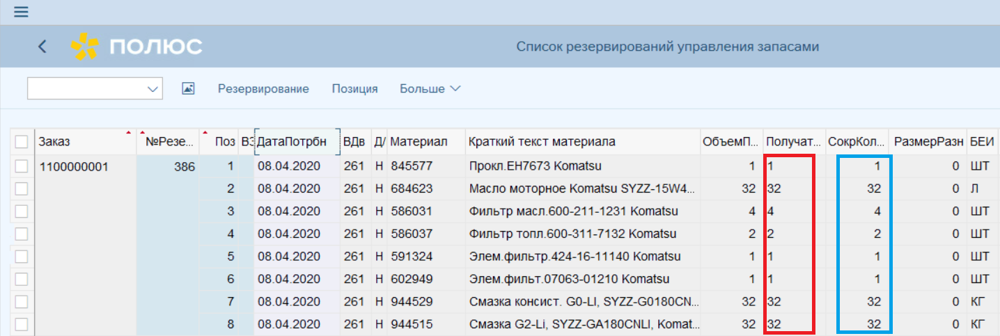 ПОЛЮС
Список резервирований управления запасами
Резервирование Позиция Больше
Заказ №Резе... Поз ВЗ ДатаПотрбн ВДв Д/ Материал Краткий текст материала ОбъемП... Получат... СокрКол... РазмерРазн БЕИ
1100000001 386 1 08.04.2020 261 Н 845577 Прокл.EH7673 Komatsu 1 1 1 0 ШТ
2 08.04.2020 261 Н 684623 Масло моторное Komatsu SYZZ-15W4... 32 32 32 0 Л
3 08.04.2020 261 Н 586031 Фильтр масл.600-211-1231 Komatsu 4 4 4 0 ШТ
4 08.04.2020 261 Н 586037 Фильтр топл.600-311-7132 Komatsu 2 2 2 0 ШТ
5 08.04.2020 261 Н 591324 Элем.фильтр.424-16-11140 Komatsu 1 1 1 0 ШТ
6 08.04.2020 261 Н 602949 Элем.фильт.07063-01210 Komatsu 1 1 1 0 ШТ
7 08.04.2020 261 Н 944529 Смазка консист. G0-LI, SYZZ-G0180CN... 32 32 32 0 КГ
8 08.04.2020 261 Н 944515 Смазка G2-Li, SYZZ-GA180CNLI, Komat... 32 32 32 0 КГ